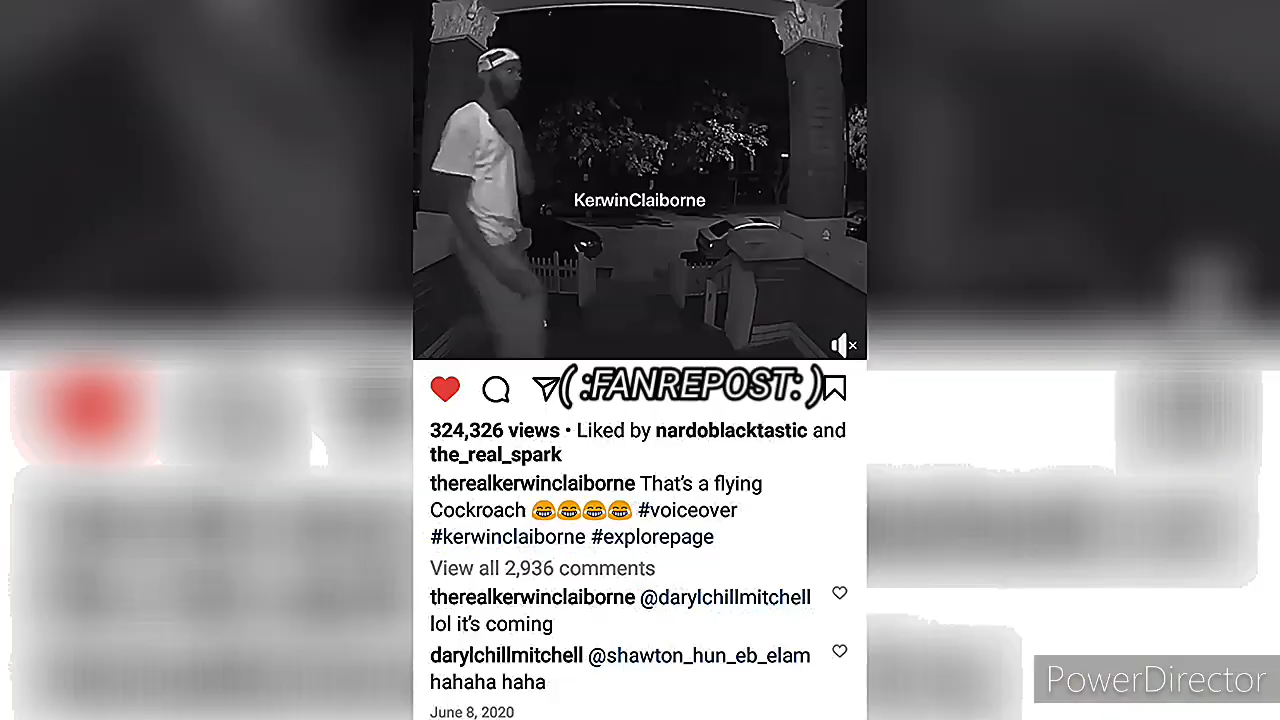 KerwinClaiborne
( :FANREPOST: )
324,326 views • Liked by nardoblacktastic and
the_real_spark
therealkerwinclaiborne That's a flying
Cockroach 😂😂😂😂 #voiceover
#kerwinclaiborne #explorepage
View all 2,936 comments
therealkerwinclaiborne @darylchillmitchell
lol it's coming
darylchillmitchell @shawton_hun_eb_elam
hahaha haha
June 8, 2020
PowerDirector